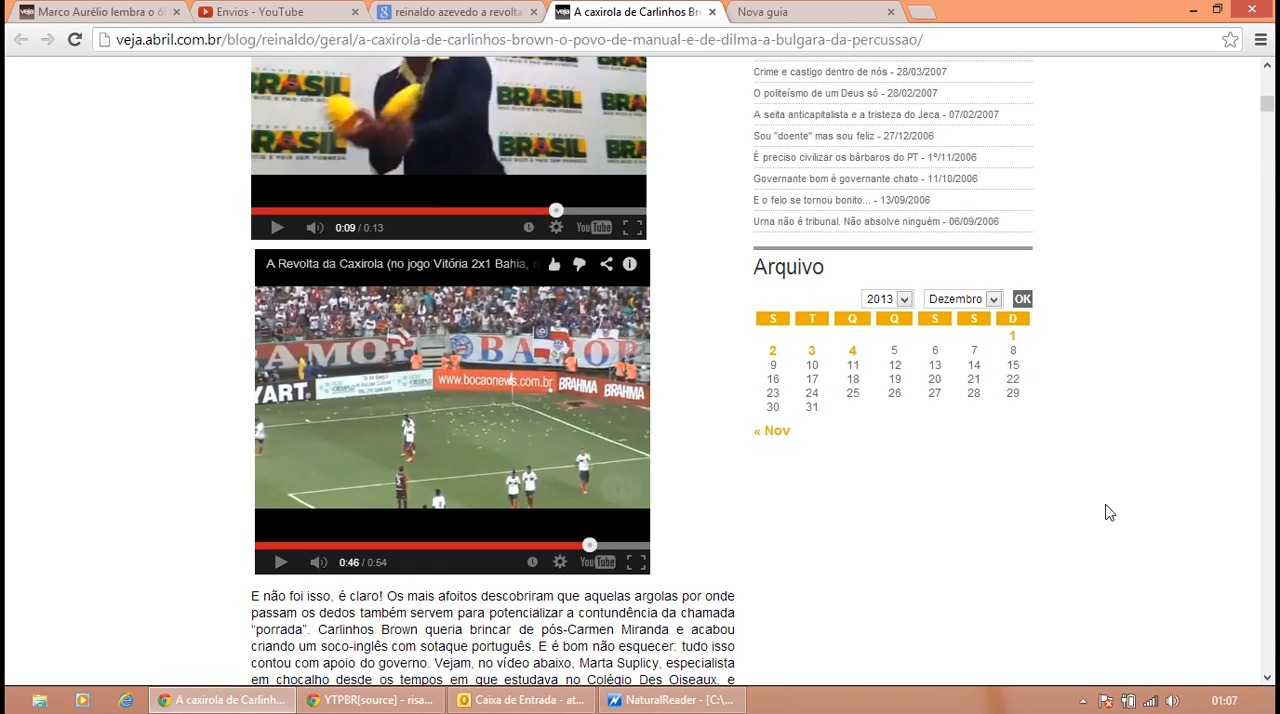 Marco Aurélio lembra o ól
Envios - YouTube
reinaldo azevedo a revolta
A caxirola de Carlinhos Br
Nova guia
veja.abril.com.br/blog/reinaldo/geral/a-caxirola-de-carlinhos-brown-o-povo-de-manual-e-de-dilma-a-bulgara-da-percussao/
BRASIL
BRASIL
BRASIL
BRASIL
BRASIL
BRASIL
0:09 / 0:13
YouTube
A Revolta da Caxirola (no jogo Vitória 2x1 Bahia, n
BAMOR
BAMOR
YART.
www.bocaonews.com.br
BRAHMA
BRAHMA
0:46 / 0:54
YouTube
E não foi isso, é claro! Os mais afoitos descobriram que aquelas argolas por onde
passam os dedos também servem para potencializar a contundência da chamada
“porrada”. Carlinhos Brown queria brincar de pós-Carmen Miranda e acabou
criando um soco-inglês com sotaque português. E é bom não esquecer: tudo isso
contou com apoio do governo. Vejam, no vídeo abaixo, Marta Suplicy, especialista
em chocalho desde os tempos em que estudava no Colégio Des Oiseaux, e
Crime e castigo dentro de nós - 28/03/2007
O politeísmo de um Deus só - 28/02/2007
A seita anticapitalista e a tristeza do Jeca - 07/02/2007
Sou "doente" mas sou feliz - 27/12/2006
É preciso civilizar os bárbaros do PT - 1º/11/2006
Governante bom é governante chato - 11/10/2006
E o feio se tornou bonito... - 13/09/2006
Urna não é tribunal. Não absolve ninguém - 06/09/2006
Arquivo
2013 Dezembro OK
S T Q Q S S D
1
2 3 4 5 6 7 8
9 10 11 12 13 14 15
16 17 18 19 20 21 22
23 24 25 26 27 28 29
30 31
« Nov
A caxirola de Carlinh...
YTPBR[source] - risa...
Caixa de Entrada - at...
NaturalReader - [C:\...
01:07